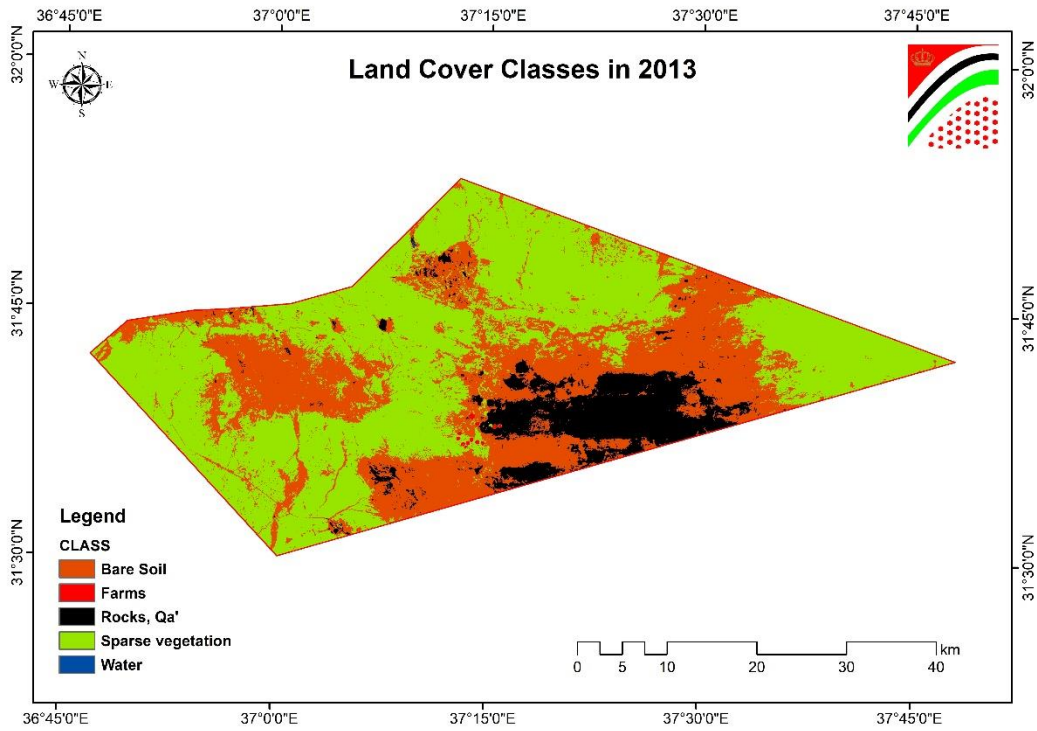 36°45'0"E 37°0'0"E 37°15'0"E 37°30'0"E 37°45'0"E
32°0'0"N
32°0'0"N
N
W E
S
Land Cover Classes in 2013
31°45'0"N
31°45'0"N
31°30'0"N
31°30'0"N
Legend
CLASS
Bare Soil
Farms
Rocks, Qa'
Sparse vegetation
Water
km
0 5 10 20 30 40
36°45'0"E 37°0'0"E 37°15'0"E 37°30'0"E 37°45'0"E